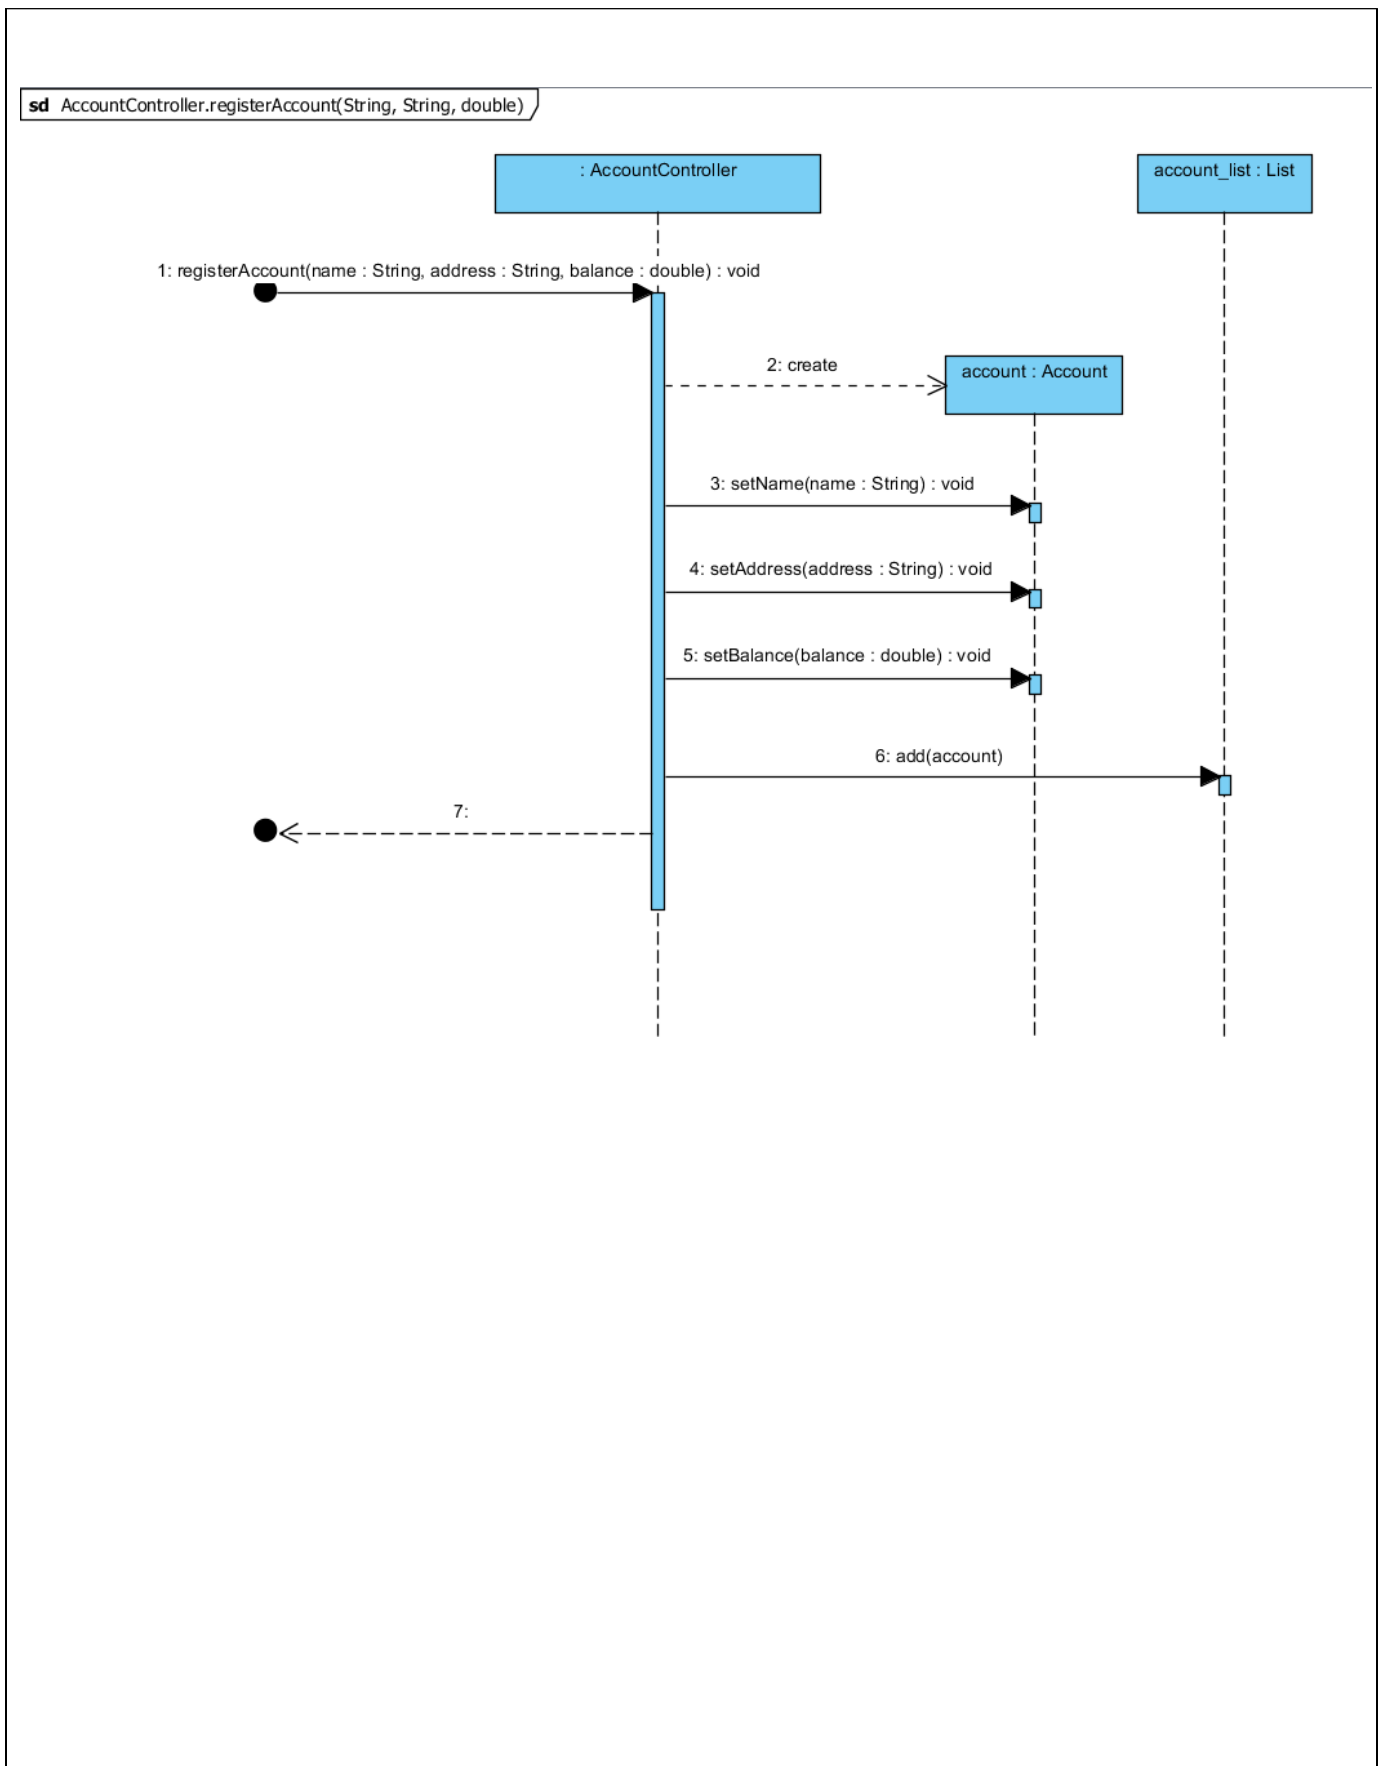 sd AccountController.registerAccount(String, String, double)
: AccountController
account_list : List
1: registerAccount(name : String, address : String, balance : double) : void
2: create
account : Account
3: setName(name : String) : void
4: setAddress(address : String) : void
5: setBalance(balance : double) : void
6: add(account)
7: